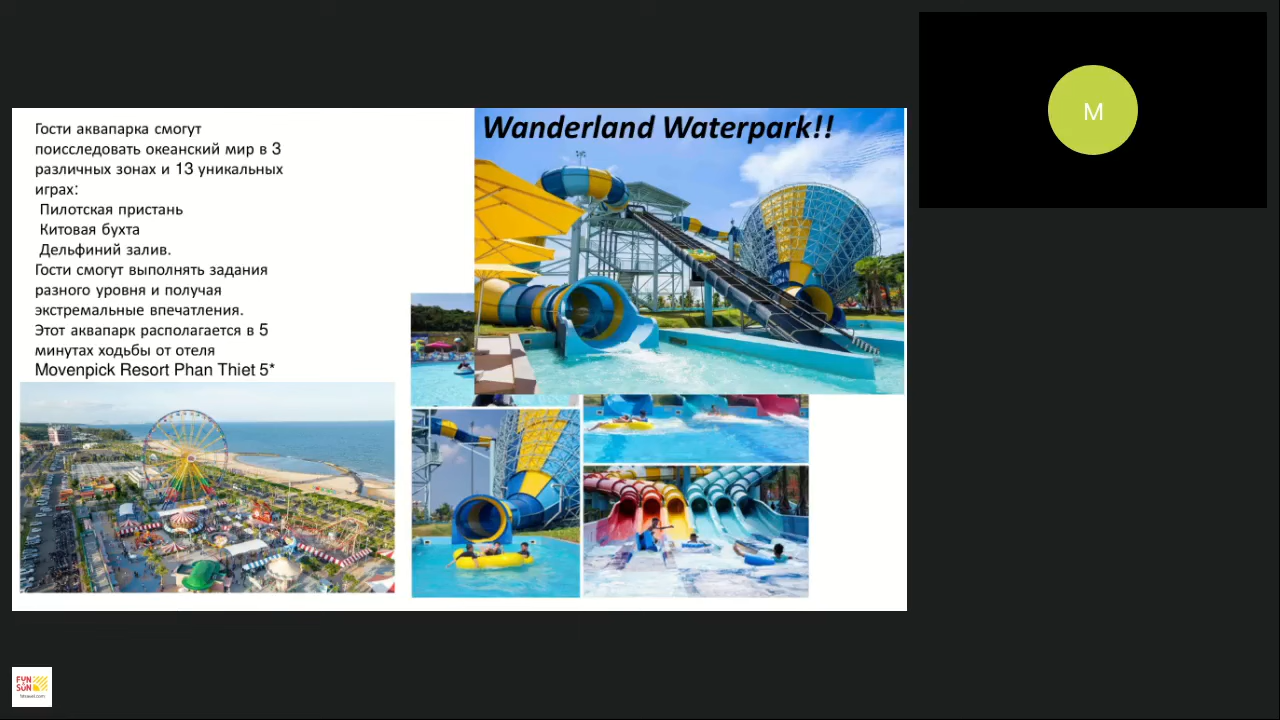 Гости аквапарка смогут
поисследовать океанский мир в 3
различных зонах и 13 уникальных
играх:
Пилотская пристань
Китовая бухта
Дельфиний залив.
Гости смогут выполнять задания
разного уровня и получая
экстремальные впечатления.
Этот аквапарк располагается в 5
минутах ходьбы от отеля
Movenpick Resort Phan Thiet 5*
Wanderland Waterpark!!
M
FUN
&SUN